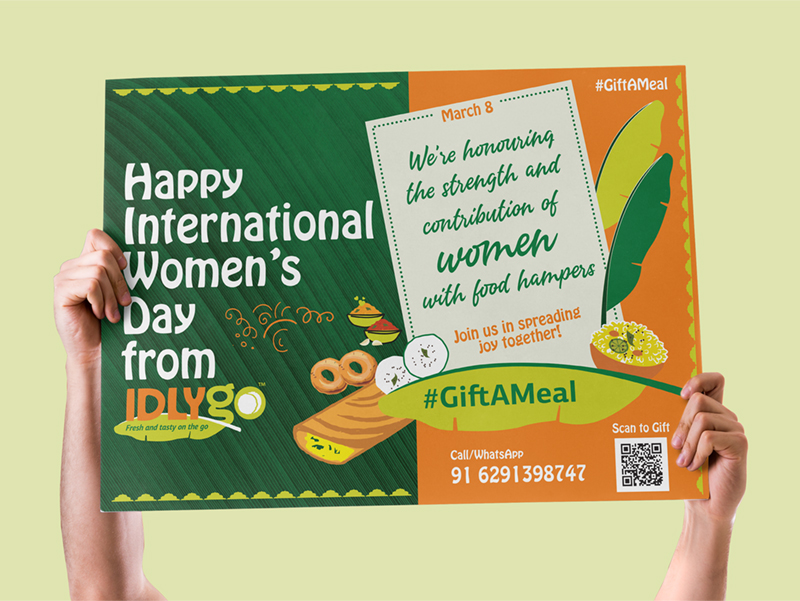 Happy
International
Women's
Day
from
IDLYgo™
Fresh and tasty on the go
March 8
We're honouring
the strength and
contribution of
women
with food hampers
Join us in spreading
joy together!
#GiftAMeal
#GiftAMeal
Call/WhatsApp
91 6291398747
Scan to Gift